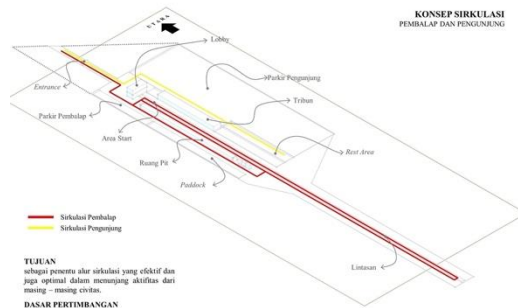 KONSEP SIRKULASI
PEMBALAP DAN PENGUNJUNG
UTARA
Lobby
Parkir Pengunjung
Entrance
Tribun
Parkir Pembalap
Area Start
Rest Area
Ruang Pit
Paddock
Sirkulasi Pembalap
Sirkulasi Pengunjung
Lintasan
TUJUAN
sebagai penentu alur sirkulasi yang efektif dan
juga optimal dalam menunjang aktifitas dari
masing – masing civitas.
DASAR PERTIMBANGAN